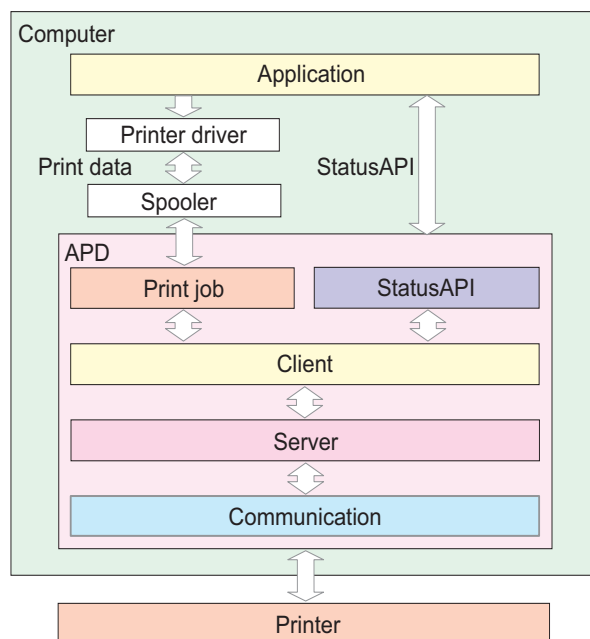 Computer
Application
Printer driver
Print data
StatusAPI
Spooler
APD
Print job
StatusAPI
Client
Server
Communication
Printer